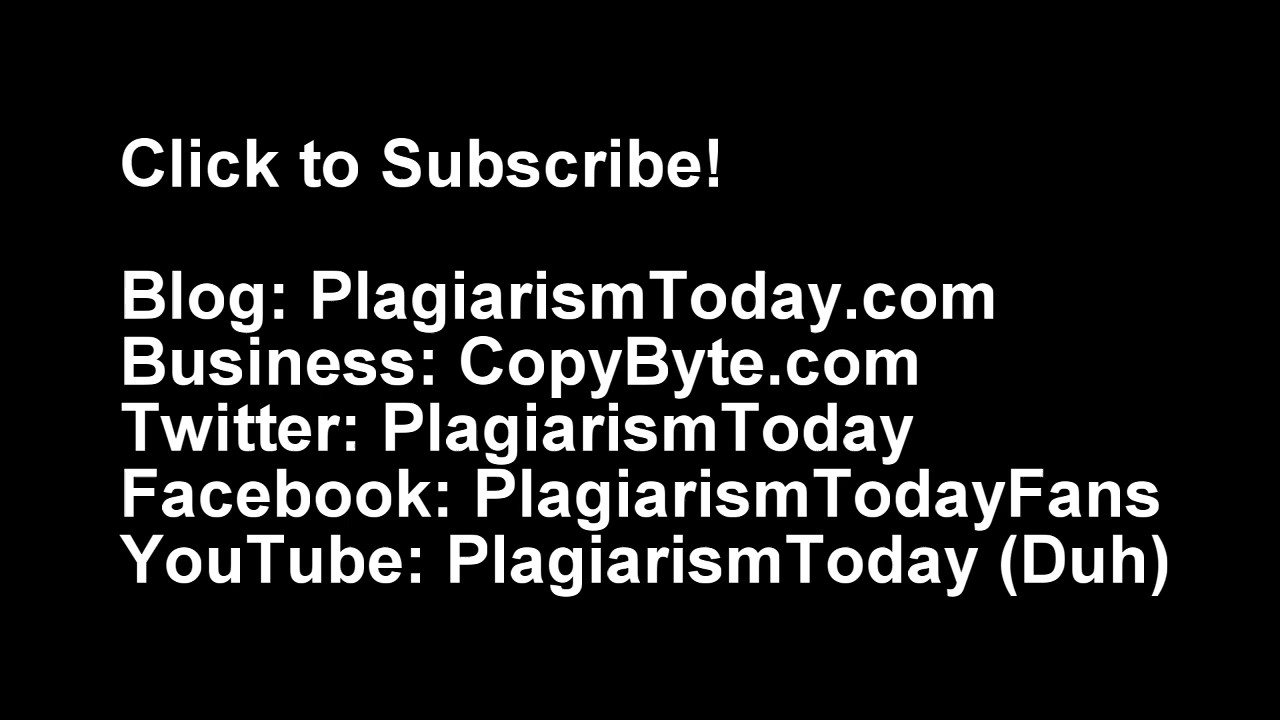 Click to Subscribe!
Blog: PlagiarismToday.com
Business: CopyByte.com
Twitter: PlagiarismToday
Facebook: PlagiarismTodayFans
YouTube: PlagiarismToday (Duh)